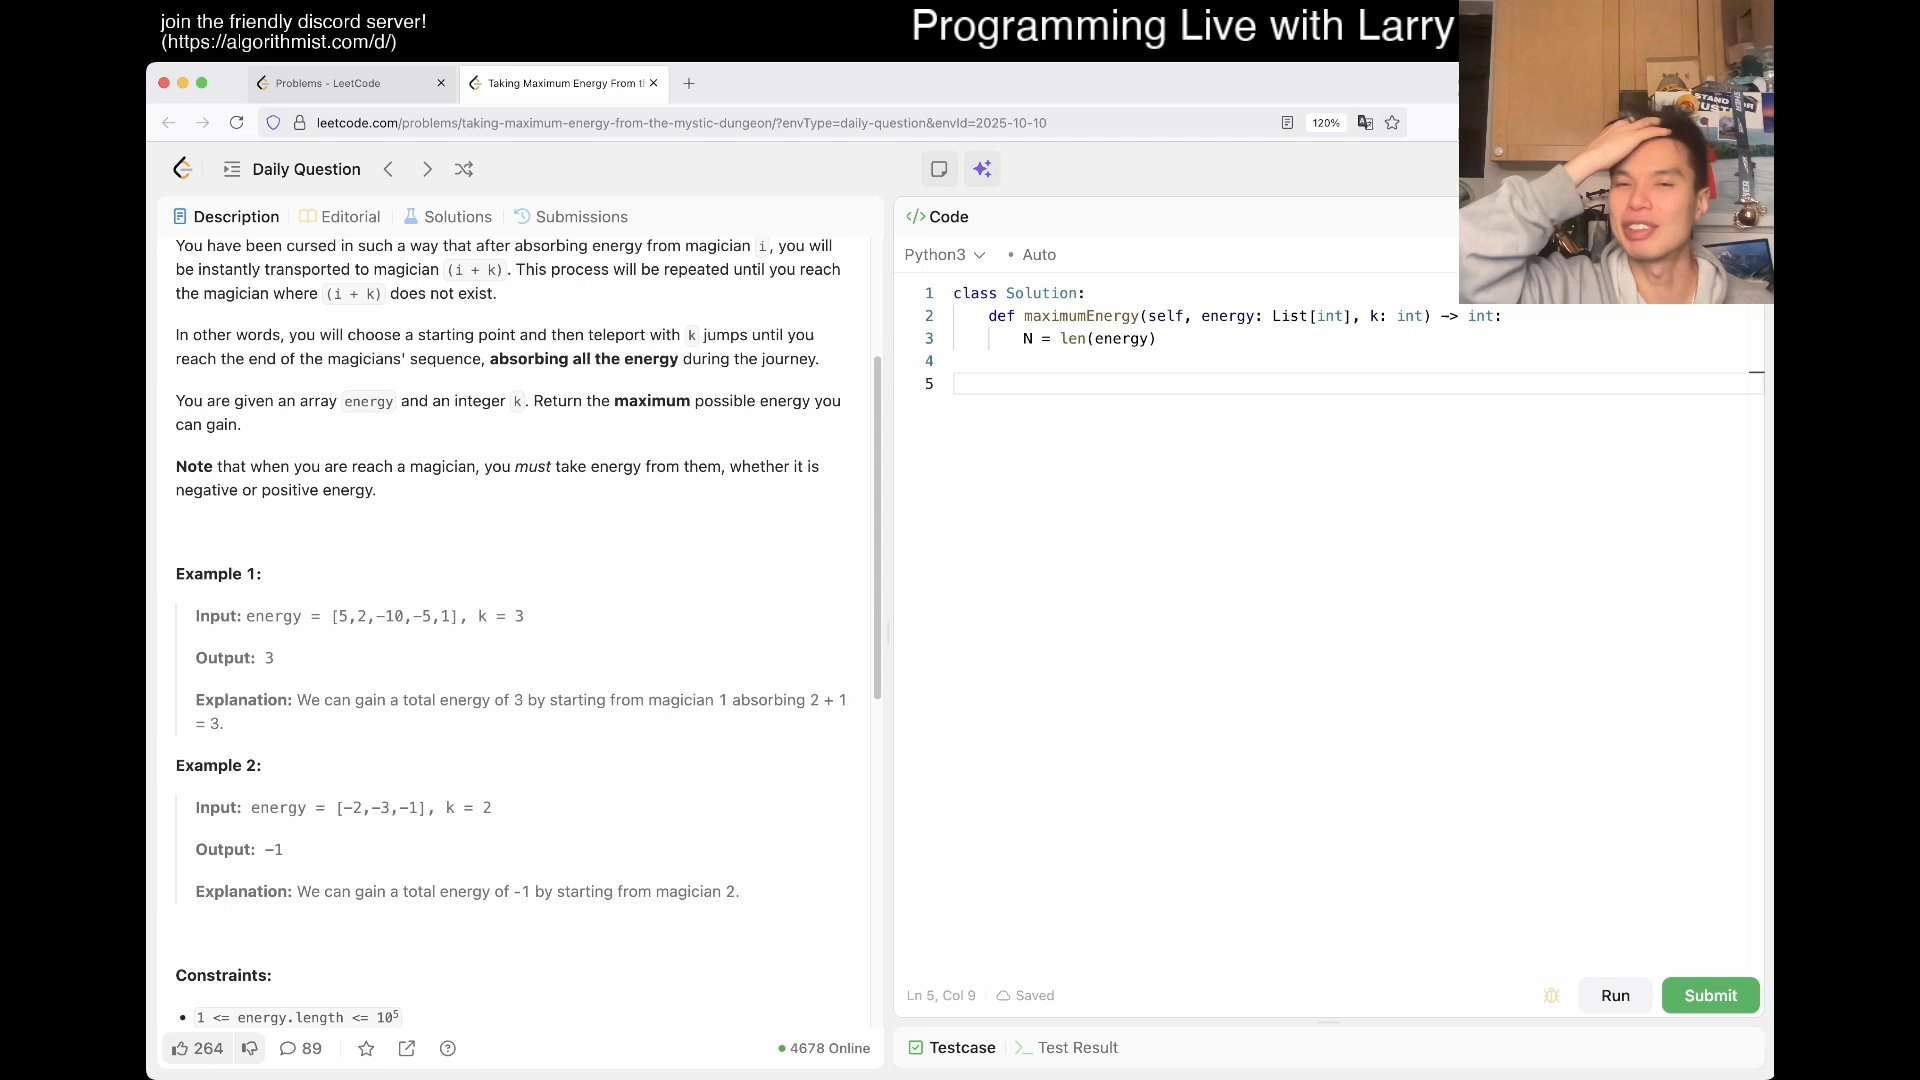 join the friendly discord server!
(https://algorithmist.com/d/)
Programming Live with Larry
Problems - LeetCode
Taking Maximum Energy From t
leetcode.com/problems/taking-maximum-energy-from-the-mystic-dungeon/?envType=daily-question&envId=2025-10-10
120%
Daily Question
Description
Editorial
Solutions
Submissions
You have been cursed in such a way that after absorbing energy from magician i, you will
be instantly transported to magician (i + k). This process will be repeated until you reach
the magician where (i + k) does not exist.
In other words, you will choose a starting point and then teleport with k jumps until you
reach the end of the magicians' sequence, absorbing all the energy during the journey.
You are given an array energy and an integer k. Return the maximum possible energy you
can gain.
Note that when you are reach a magician, you must take energy from them, whether it is
negative or positive energy.
Example 1:
Input: energy = [5,2,-10,-5,1], k = 3
Output: 3
Explanation: We can gain a total energy of 3 by starting from magician 1 absorbing 2 + 1
= 3.
Example 2:
Input: energy = [-2,-3,-1], k = 2
Output: -1
Explanation: We can gain a total energy of -1 by starting from magician 2.
Constraints:
• 1 <= energy.length <= 10⁵
264
89
4678 Online
</> Code
Python3
• Auto
1 class Solution:
2 def maximumEnergy(self, energy: List[int], k: int) -> int:
3 N = len(energy)
4
5
Ln 5, Col 9
Saved
Run
Submit
Testcase
Test Result
STAND